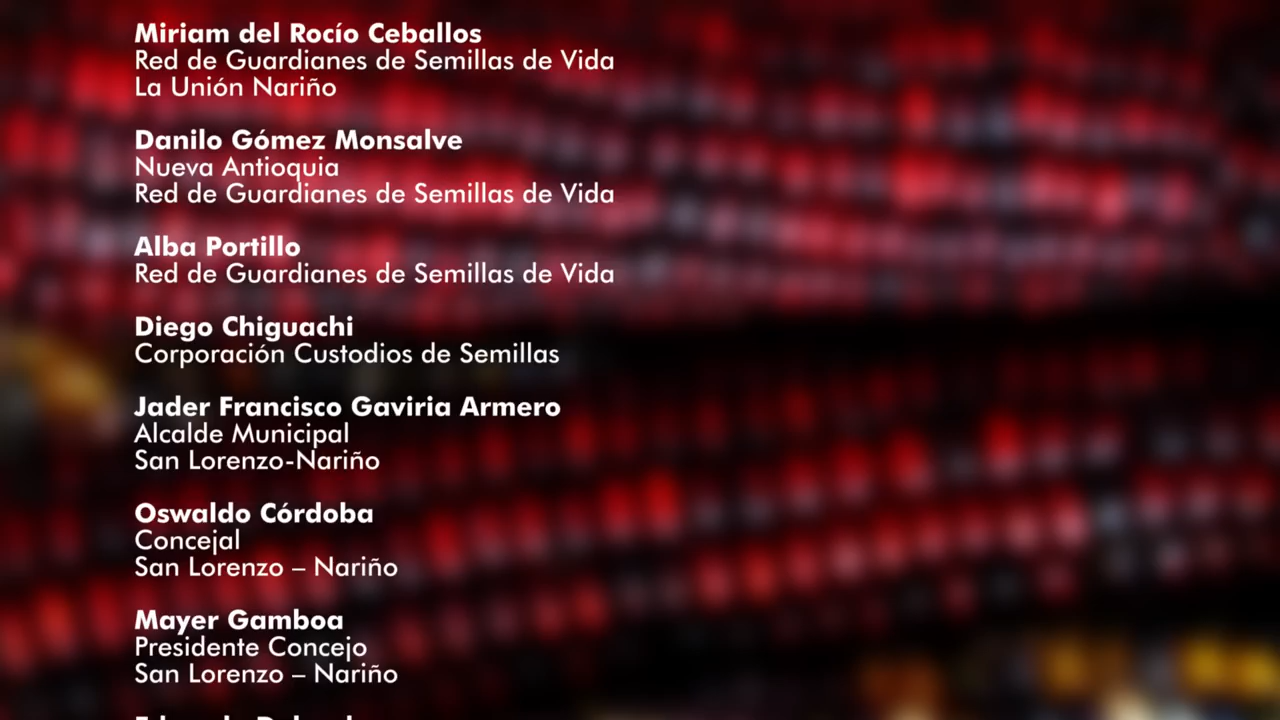 Miriam del Rocío Ceballos
Red de Guardianes de Semillas de Vida
La Unión Nariño
Danilo Gómez Monsalve
Nueva Antioquia
Red de Guardianes de Semillas de Vida
Alba Portillo
Red de Guardianes de Semillas de Vida
Diego Chiguachi
Corporación Custodios de Semillas
Jader Francisco Gaviria Armero
Alcalde Municipal
San Lorenzo-Nariño
Oswaldo Córdoba
Concejal
San Lorenzo – Nariño
Mayer Gamboa
Presidente Concejo
San Lorenzo – Nariño